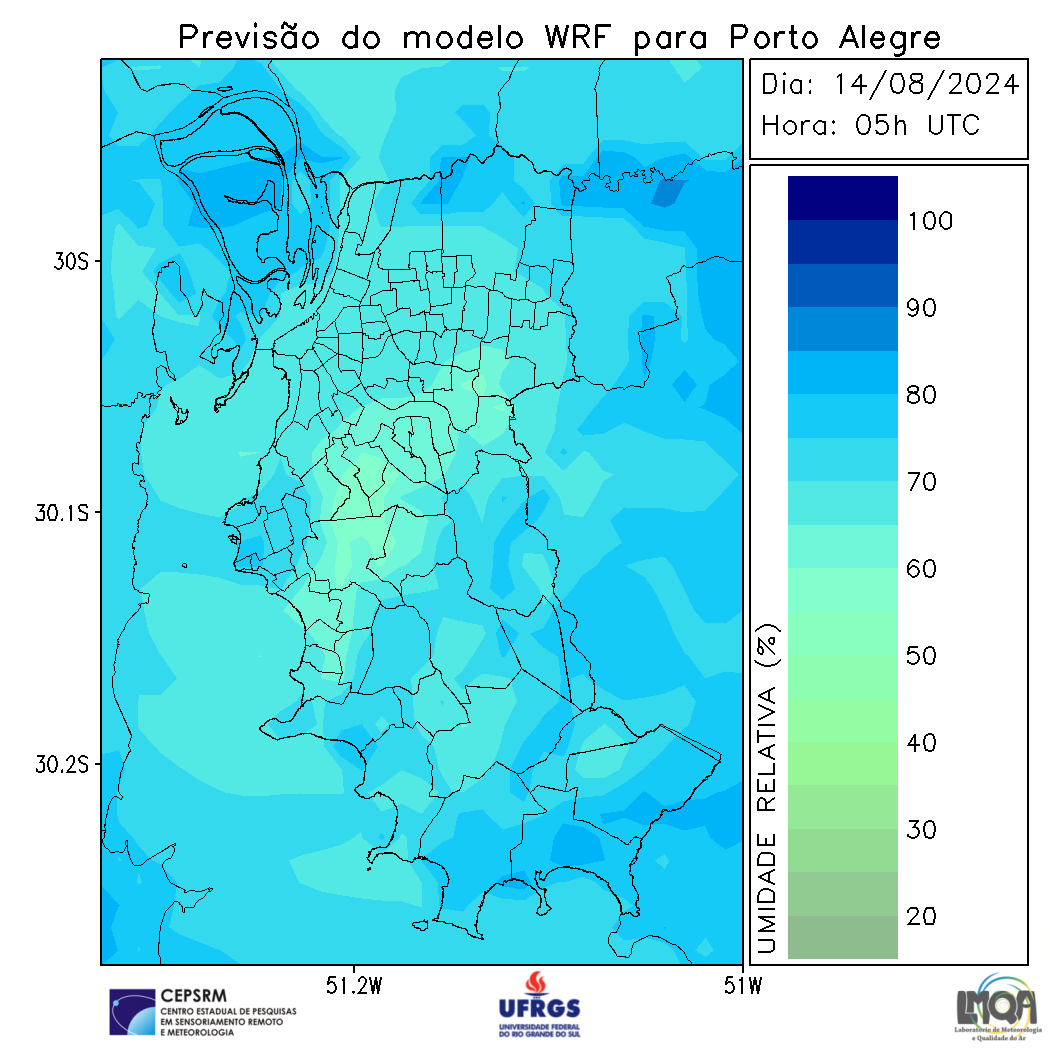 Previsão do modelo WRF para Porto Alegre
Dia: 14/08/2024
Hora: 05h UTC
30S
30.1S
30.2S
51.2W
51W
100
90
80
70
60
50
40
30
20
UMIDADE RELATIVA (%)
CEPSRM
CENTRO ESTADUAL DE PESQUISAS
EM SENSORIAMENTO REMOTO
E METEOROLOGIA
UFRGS
UNIVERSIDADE FEDERAL
DO RIO GRANDE DO SUL
LMQA
Laboratório de Meteorologia
e Qualidade do Ar